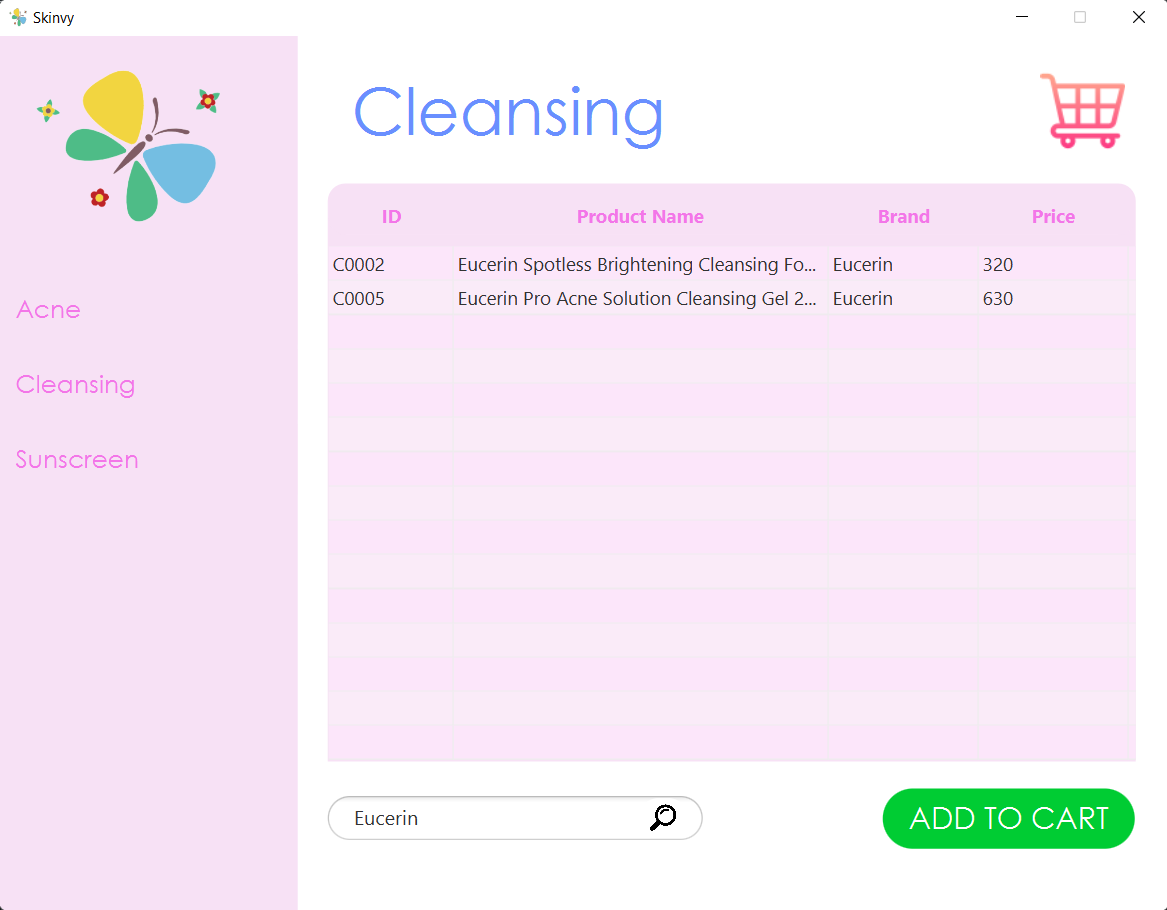 Skinvy
Cleansing
Acne
Cleansing
Sunscreen
ID Product Name Brand Price
C0002 Eucerin Spotless Brightening Cleansing Fo... Eucerin 320
C0005 Eucerin Pro Acne Solution Cleansing Gel 2... Eucerin 630
Eucerin
ADD TO CART